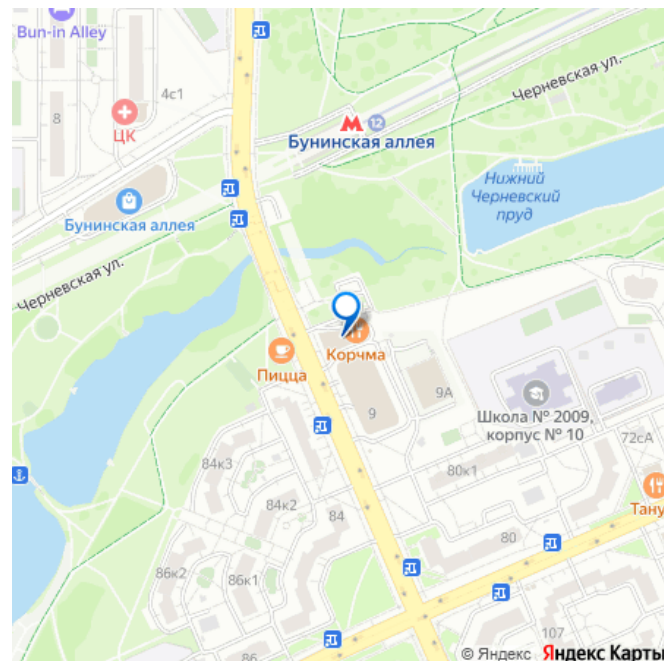 Bun-in Alley
4с1
8
ЦК
Черневская ул.
12
Бунинская аллея
Нижний
Черневский
пруд
Бунинская аллея
Черневская ул.
Корчма
Пицца
9А
9
Школа № 2009,
корпус № 10
72сА
84к3
80к1
Тану
84к2
84
80
86к2
86к1
86
107
© Яндекс Яндекс Карты